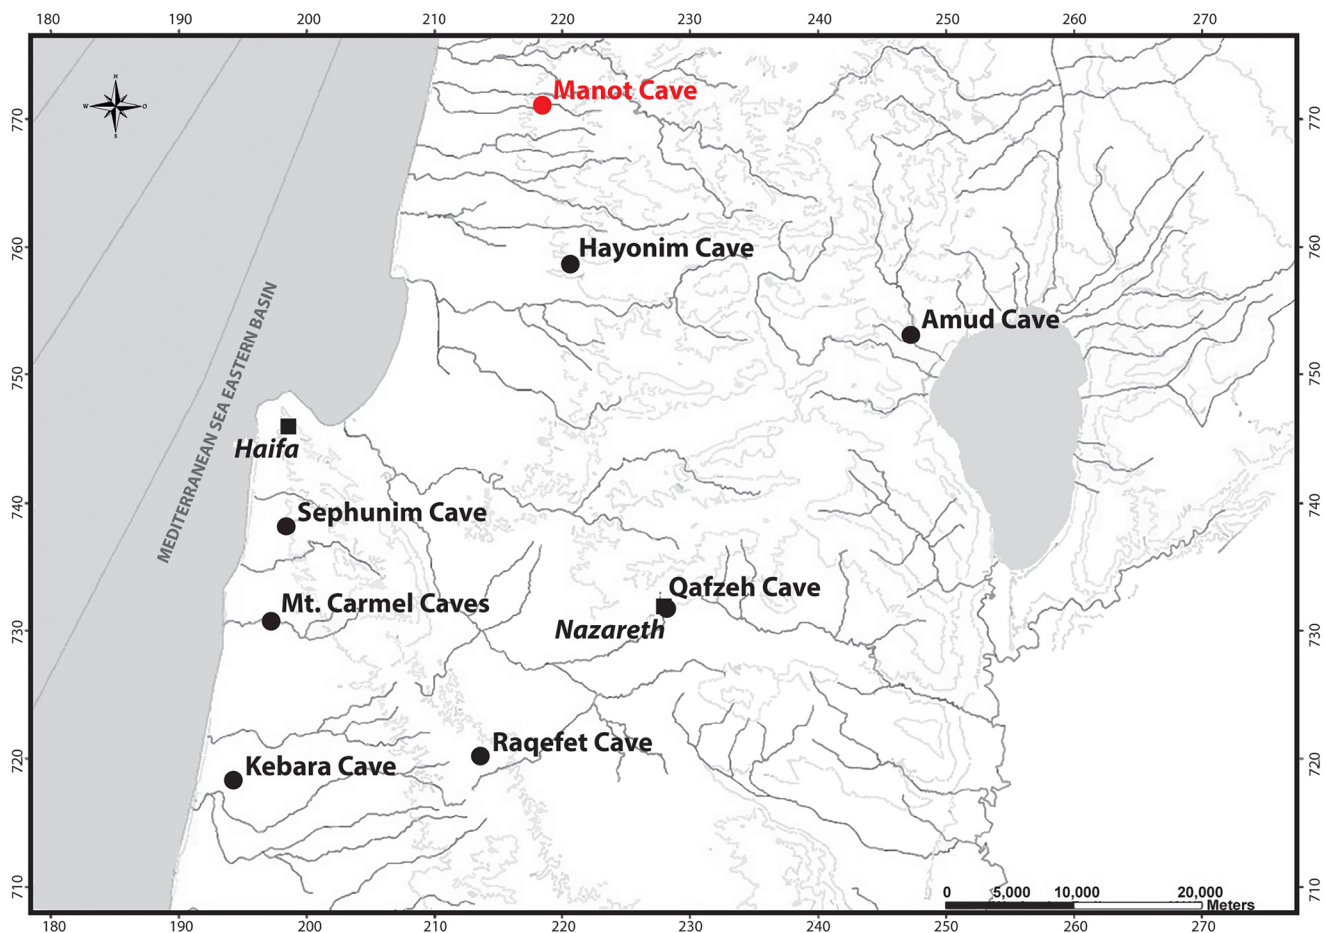 180 190 200 210 220 230 240 250 260 270
N
W O
S
Manot Cave
770 770
Hayonim Cave
760 760
Amud Cave
MEDITERRANEAN SEA EASTERN BASIN
750 750
Haifa
Sephunim Cave
740 740
Qafzeh Cave
Mt. Carmel Caves
Nazareth
730 730
Raqefet Cave
Kebara Cave
720 720
710 710
0 5,000 10,000 20,000
Meters
180 190 200 210 220 230 240 250 260 270